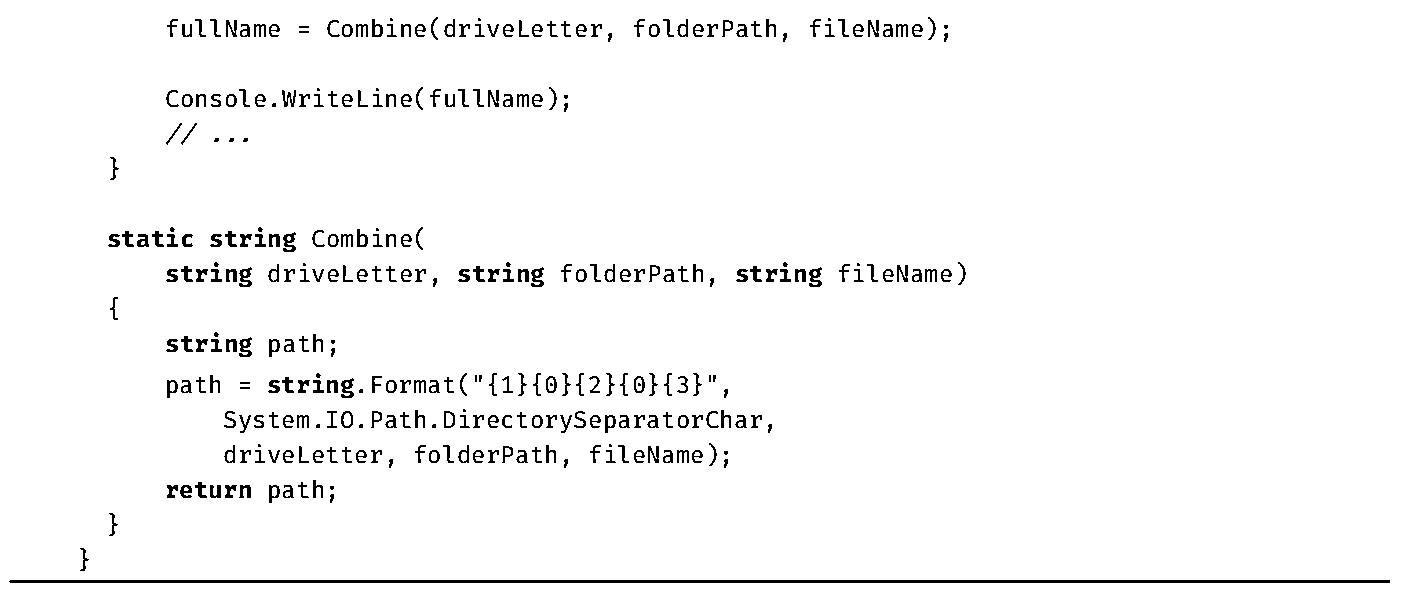 fullName = Combine(driveLetter, folderPath, fileName);
Console.WriteLine(fullName);
// ...
}
static string Combine(
string driveLetter, string folderPath, string fileName)
{
string path;
path = string.Format("{1}{0}{2}{0}{3}",
System.IO.Path.DirectorySeparatorChar,
driveLetter, folderPath, fileName);
return path;
}
}